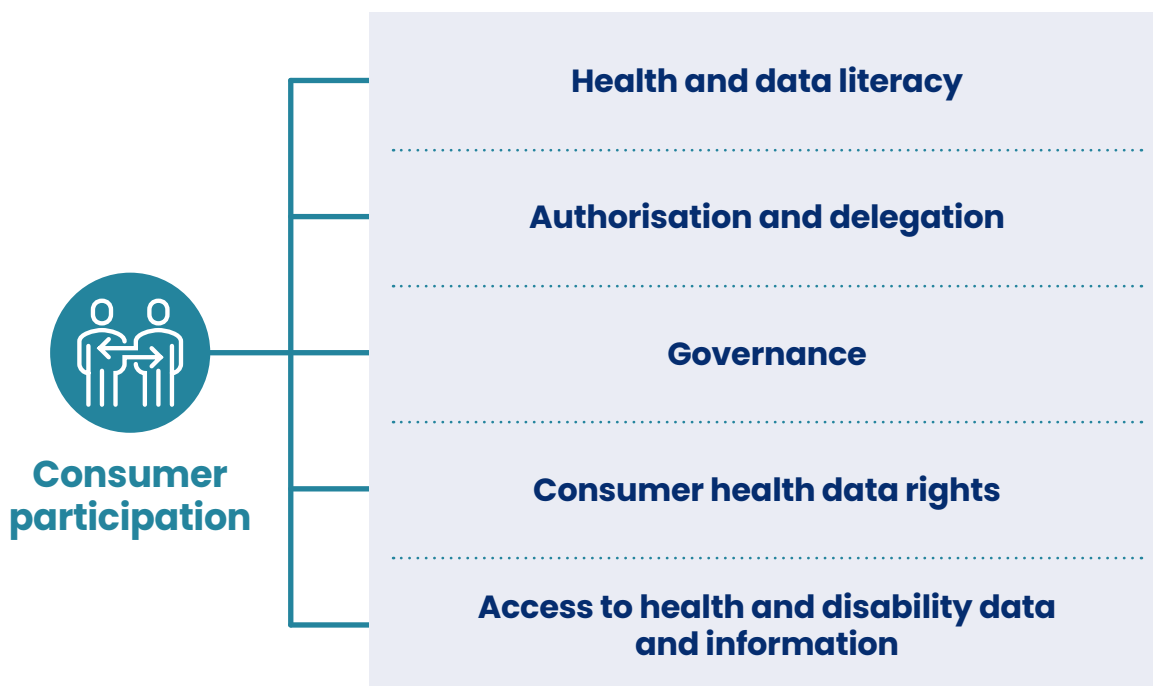 Health and data literacy
Authorisation and delegation
Governance
Consumer
participation
Consumer health data rights
Access to health and disability data
and information